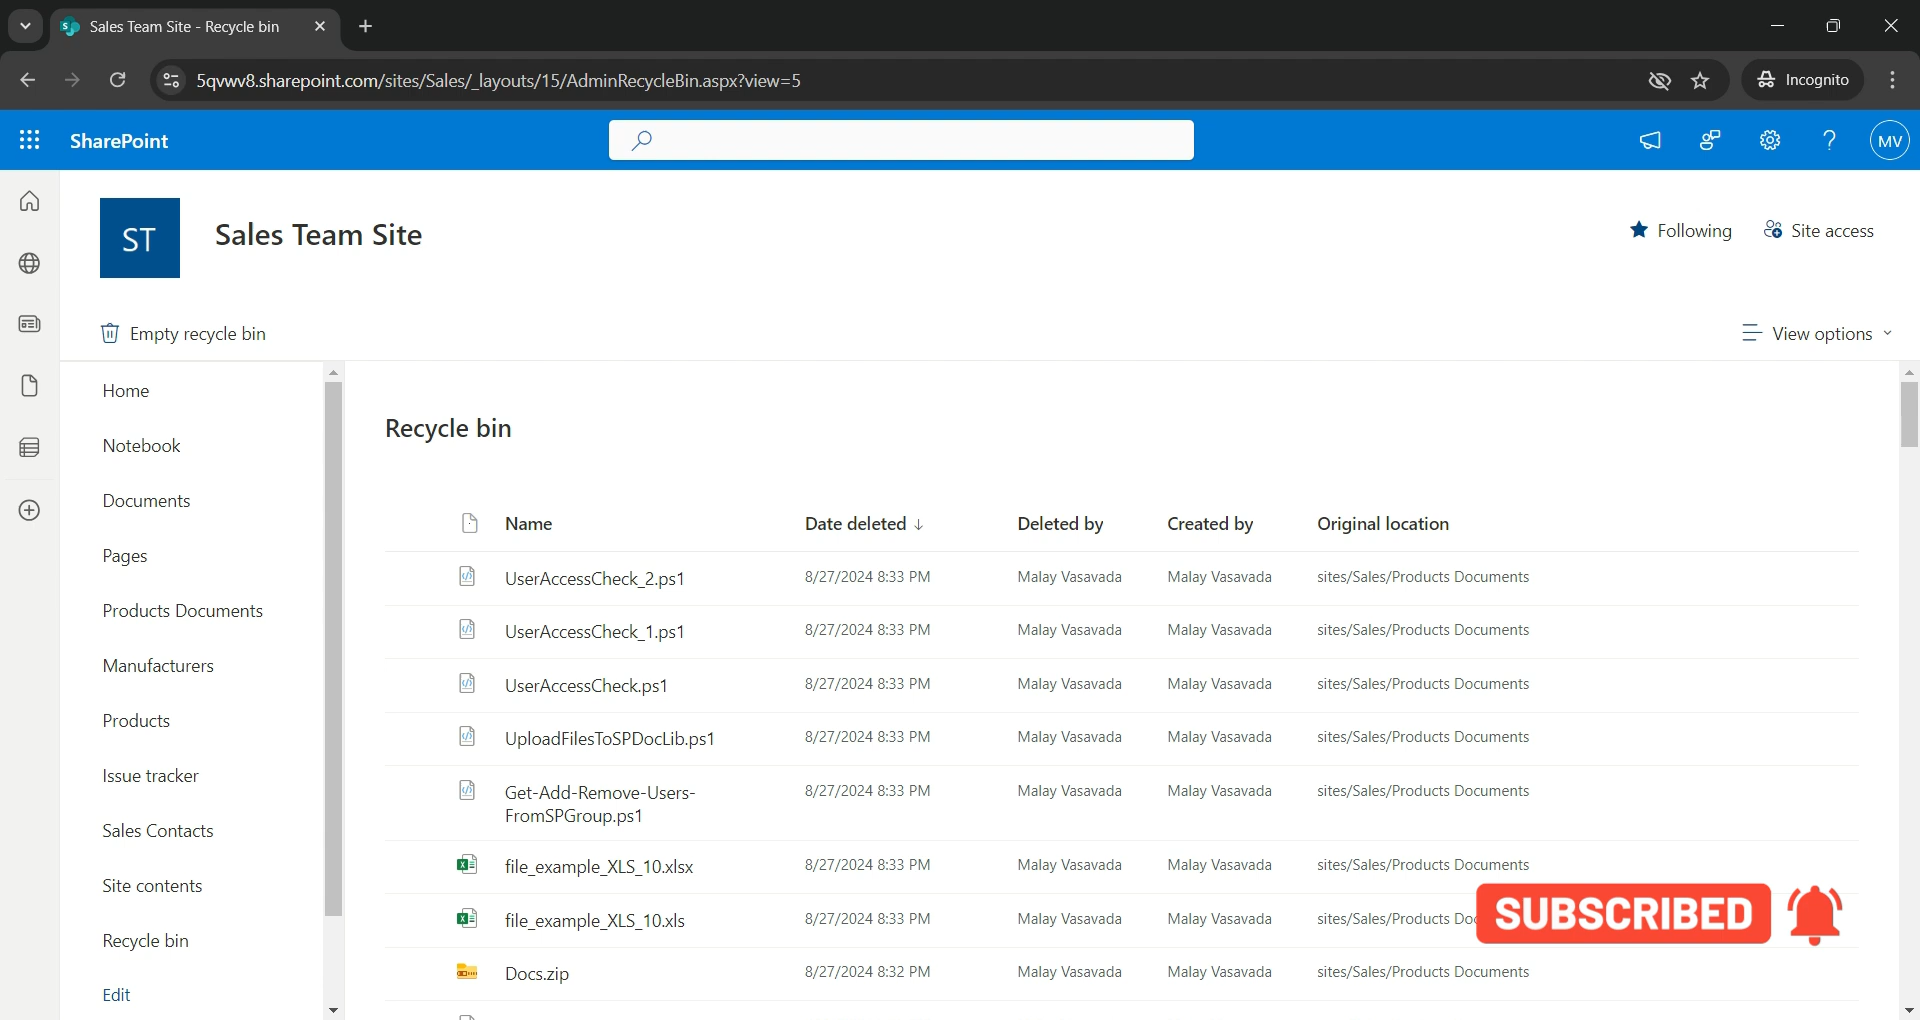 Sales Team Site - Recycle bin
5qvwv8.sharepoint.com/sites/Sales/_layouts/15/AdminRecycleBin.aspx?view=5
Incognito
SharePoint
MV
ST
Sales Team Site
Following
Site access
Empty recycle bin
View options
Home
Notebook
Documents
Pages
Products Documents
Manufacturers
Products
Issue tracker
Sales Contacts
Site contents
Recycle bin
Edit
Recycle bin
Name Date deleted ↓ Deleted by Created by Original location
UserAccessCheck_2.ps1 8/27/2024 8:33 PM Malay Vasavada Malay Vasavada sites/Sales/Products Documents
UserAccessCheck_1.ps1 8/27/2024 8:33 PM Malay Vasavada Malay Vasavada sites/Sales/Products Documents
UserAccessCheck.ps1 8/27/2024 8:33 PM Malay Vasavada Malay Vasavada sites/Sales/Products Documents
UploadFilesToSPDocLib.ps1 8/27/2024 8:33 PM Malay Vasavada Malay Vasavada sites/Sales/Products Documents
Get-Add-Remove-Users- 8/27/2024 8:33 PM Malay Vasavada Malay Vasavada sites/Sales/Products Documents
FromSPGroup.ps1
file_example_XLS_10.xlsx 8/27/2024 8:33 PM Malay Vasavada Malay Vasavada sites/Sales/Products Documents
file_example_XLS_10.xls 8/27/2024 8:33 PM Malay Vasavada Malay Vasavada sites/Sales/Products Do
SUBSCRIBED
Docs.zip 8/27/2024 8:32 PM Malay Vasavada Malay Vasavada sites/Sales/Products Documents